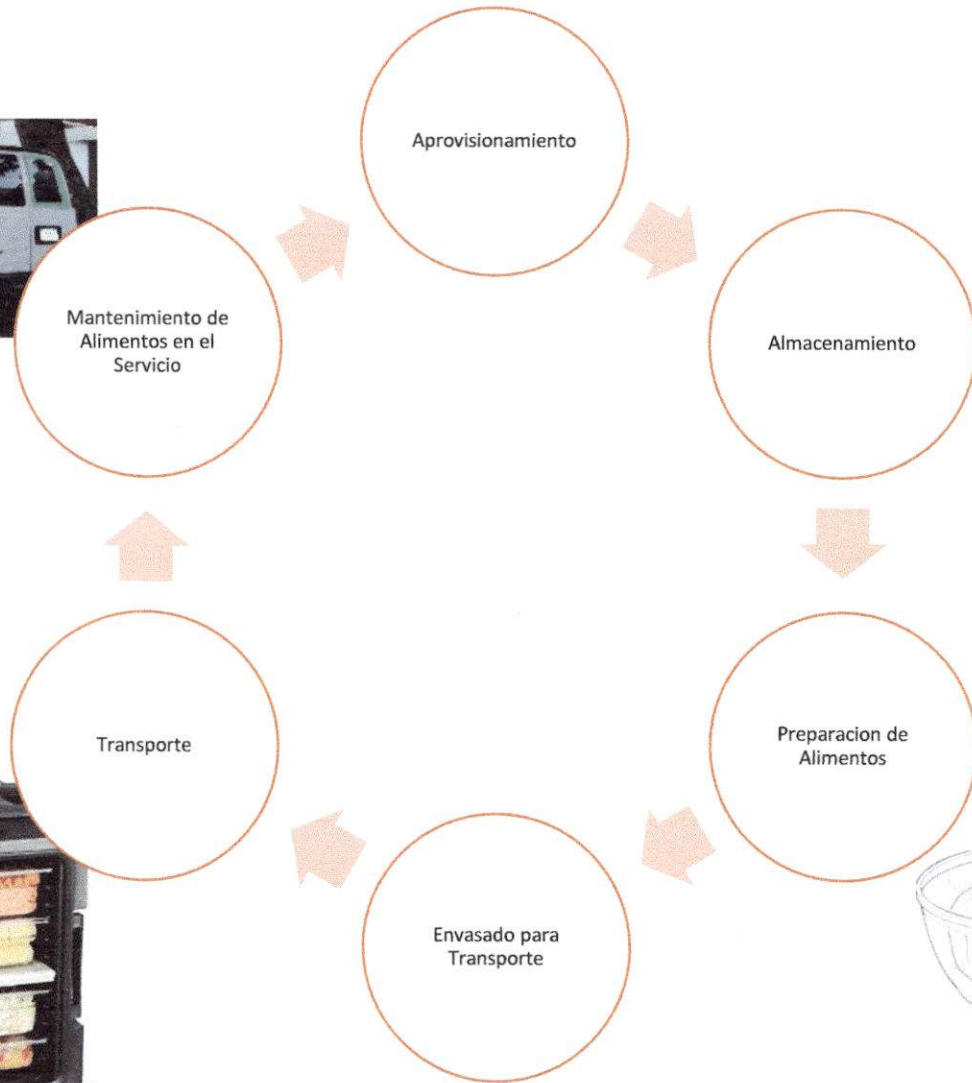 Aprovisionamiento
Almacenamiento
Preparacion de
Alimentos
Envasado para
Transporte
Transporte
Mantenimiento de
Alimentos en el
Servicio